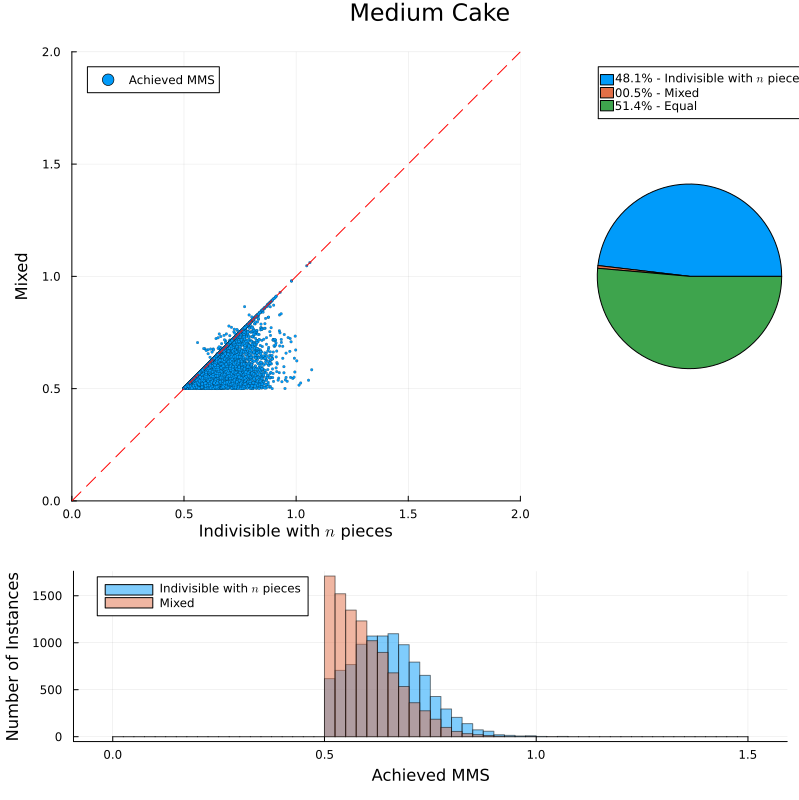 Medium Cake
2.0
1.5
1.0
0.5
0.0
Mixed
Achieved MMS
0.0 0.5 1.0 1.5 2.0
Indivisible with n pieces
48.1% - Indivisible with n piece
00.5% - Mixed
51.4% - Equal
1500
1000
500
0
Number of Instances
Indivisible with n pieces
Mixed
0.0 0.5 1.0 1.5
Achieved MMS